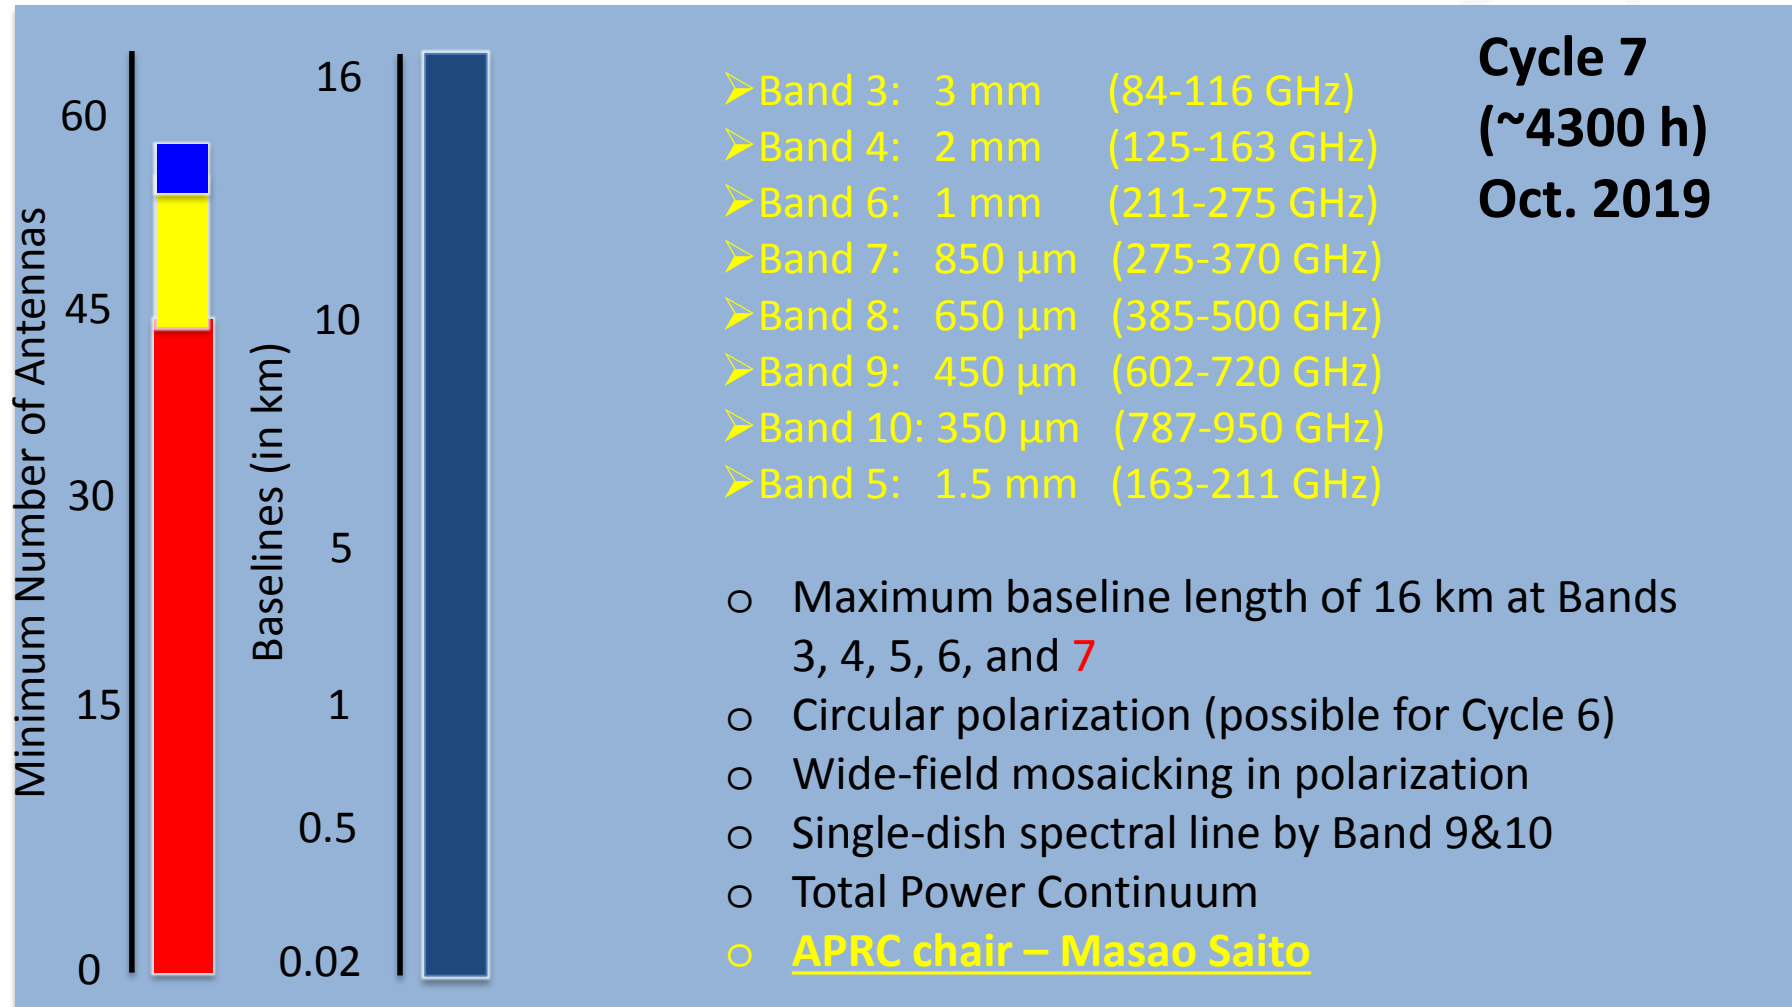 Cycle 7
(~4300 h)
Oct. 2019
Minimum Number of Antennas
60
45
30
15
0
Baselines (in km)
16
10
5
1
0.5
0.02
➢Band 3: 3 mm (84-116 GHz)
➢Band 4: 2 mm (125-163 GHz)
➢Band 6: 1 mm (211-275 GHz)
➢Band 7: 850 μm (275-370 GHz)
➢Band 8: 650 μm (385-500 GHz)
➢Band 9: 450 μm (602-720 GHz)
➢Band 10: 350 μm (787-950 GHz)
➢Band 5: 1.5 mm (163-211 GHz)
o Maximum baseline length of 16 km at Bands
3, 4, 5, 6, and 7
o Circular polarization (possible for Cycle 6)
o Wide-field mosaicking in polarization
o Single-dish spectral line by Band 9&10
o Total Power Continuum
o APRC chair – Masao Saito